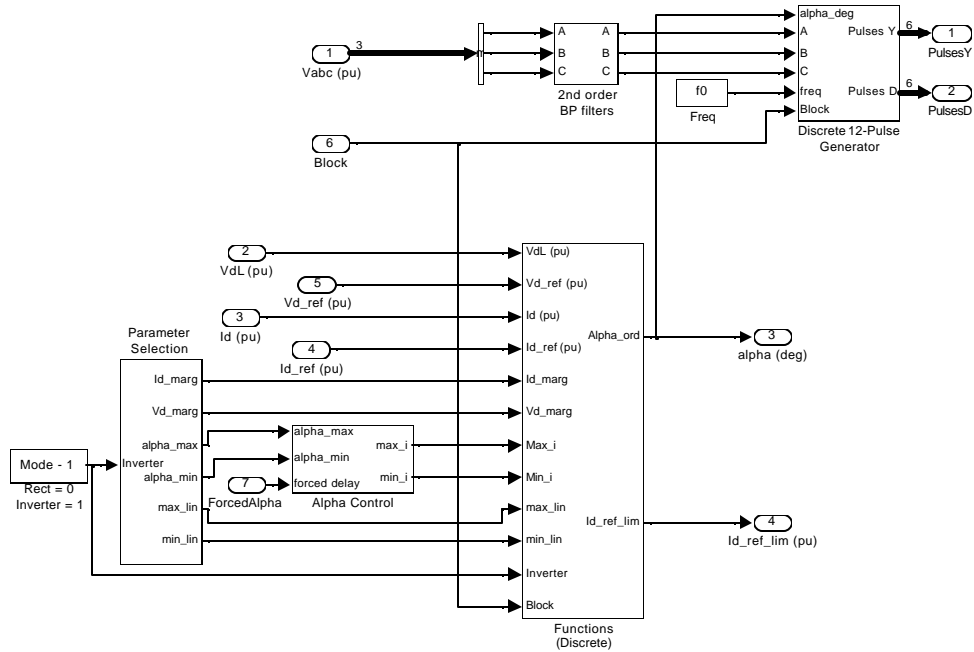 1
Vabc (pu)
3
m
A
B
C
A
B
C
2nd order
BP filters
f0
Freq
alpha_deg
A
B
C
freq
Block
Pulses Y
Pulses D
Discrete 12-Pulse
Generator
6
1
PulsesY
6
2
PulsesD
6
Block
2
VdL (pu)
5
Vd_ref (pu)
3
Id (pu)
4
Id_ref (pu)
Parameter
Selection
Inverter
Id_marg
Vd_marg
alpha_max
alpha_min
max_lin
min_lin
Mode - 1
Rect = 0
Inverter = 1
7
ForcedAlpha
alpha_max
alpha_min
forced delay
max_i
min_i
Alpha Control
VdL (pu)
Vd_ref (pu)
Id (pu)
Id_ref (pu)
Id_marg
Vd_marg
Max_i
Min_i
max_lin
min_lin
Inverter
Block
Alpha_ord
Id_ref_lim
Functions
(Discrete)
3
alpha (deg)
4
Id_ref_lim (pu)